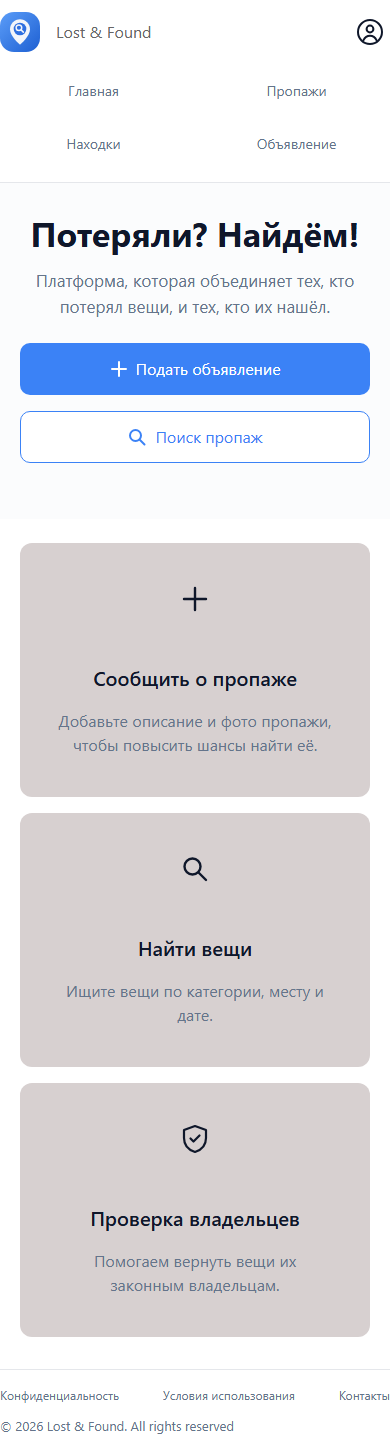 Lost & Found
Главная
Пропажи
Находки
Объявление
Потеряли? Найдём!
Платформа, которая объединяет тех, кто
потерял вещи, и тех, кто их нашёл.
Подать объявление
Поиск пропаж
Сообщить о пропаже
Добавьте описание и фото пропажи,
чтобы повысить шансы найти её.
Найти вещи
Ищите вещи по категории, месту и
дате.
Проверка владельцев
Помогаем вернуть вещи их
законным владельцам.
Конфиденциальность
Условия использования
Контакты
© 2026 Lost & Found. All rights reserved